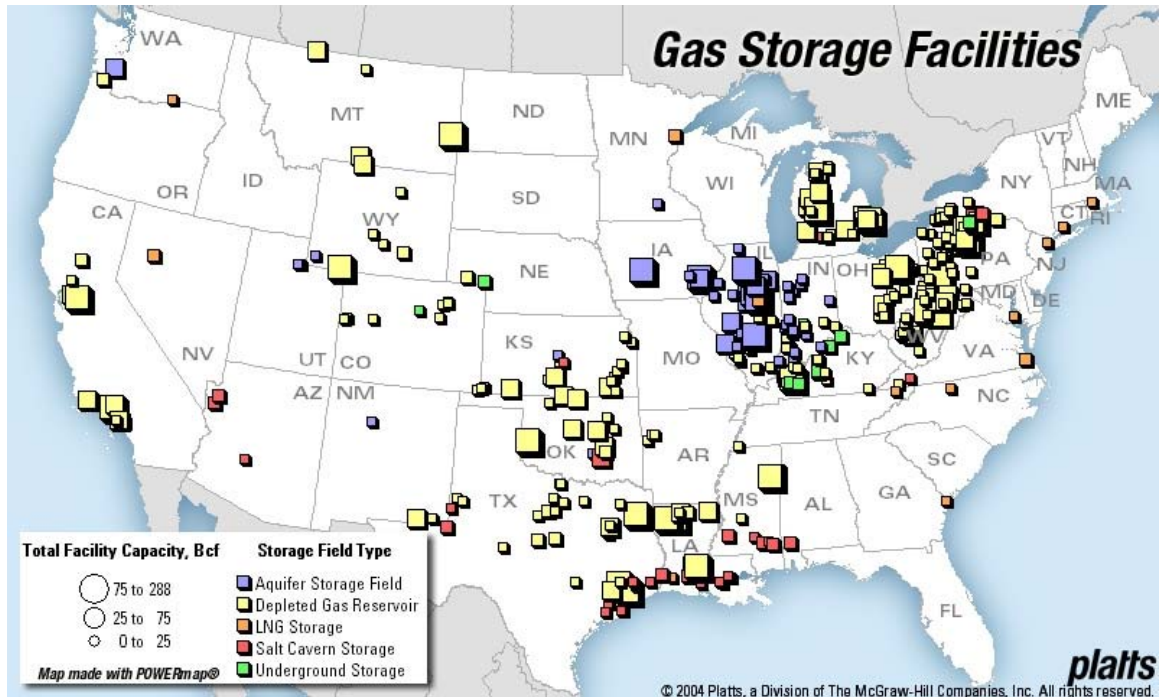 Gas Storage Facilities
WA
MT
ND
MN
MI
ME
VT
NH
NY
MA
CT
RI
OR
ID
SD
WI
WY
CA
IA
IL
IN
OH
PA
NJ
NE
MD
DE
NV
UT
CO
KS
MO
KY
WV
VA
AZ
NM
TN
NC
OK
AR
SC
TX
MS
AL
GA
LA
FL
Total Facility Capacity, Bcf
75 to 288
25 to 75
0 to 25
Map made with POWERmap®
Storage Field Type
Aquifer Storage Field
Depleted Gas Reservoir
LNG Storage
Salt Cavern Storage
Underground Storage
platts
© 2004 Platts, a Division of The McGraw-Hill Companies, Inc. All rights reserved.